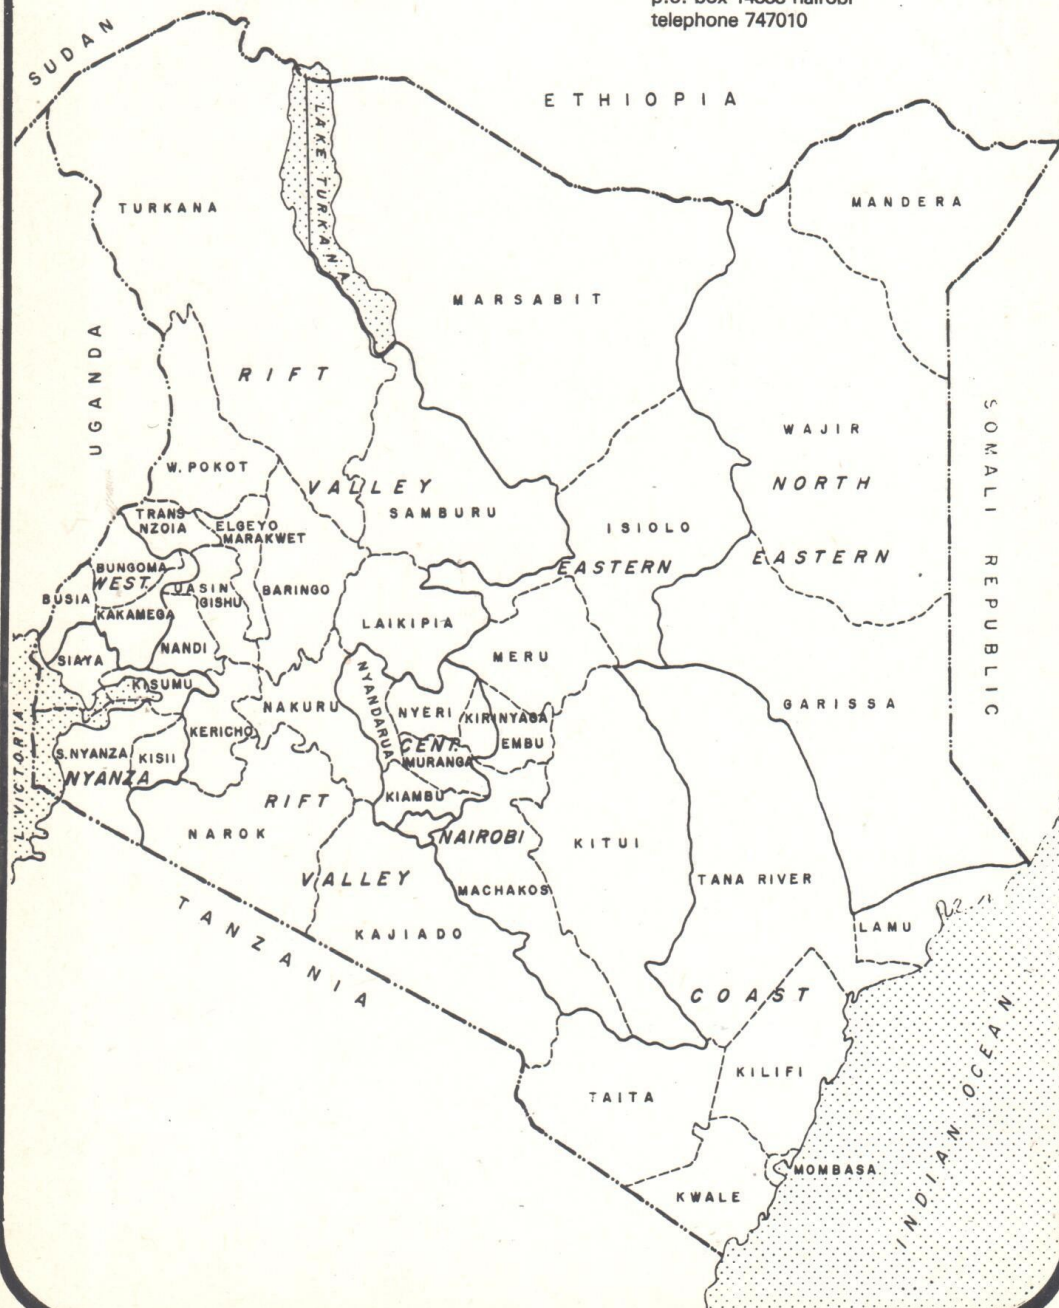 p.o. box 14333 nairobi
telephone 747010
SUDAN
ETHIOPIA
LAKE TURKANA
TURKANA
MANDERA
MARSABIT
UGANDA
RIFT
VALLEY
SOMALI REPUBLIC
WAJIR
NORTH
EASTERN
W. POKOT
SAMBURU
ISIOLO
EASTERN
TRANS
NZOIA
ELGEYO
MARAKWET
BUNGOMA
WEST.
UASIN
GISHU
BARINGO
BUSIA
KAKAMEGA
LAIKIPIA
NANDI
SIAYA
MERU
KISUMU
NYANDARUA
NAKURU
NYERI
KIRINYAGA
GARISSA
KERICHO
EMBU
CENT.
MURANGA
S. NYANZA
KISII
NYANZA
L. VICTORIA
KIAMBU
RIFT
NAROK
NAIROBI
KITUI
VALLEY
MACHAKOS
TANA RIVER
TANZANIA
KAJIADO
LAMU
COAST
TAITA
KILIFI
INDIAN OCEAN
MOMBASA
KWALE